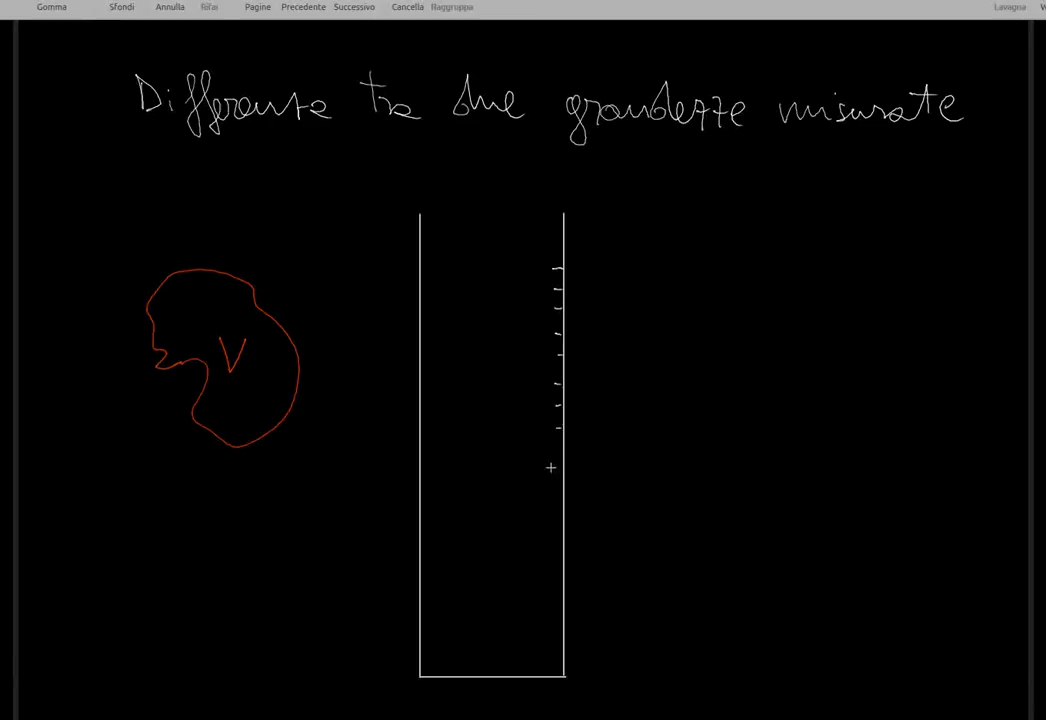 Gomma Sfondi Annulla Rifai Pagine Precedente Successivo Cancella Raggruppa Lavagna
Differenza tra due grandezze misurate
V